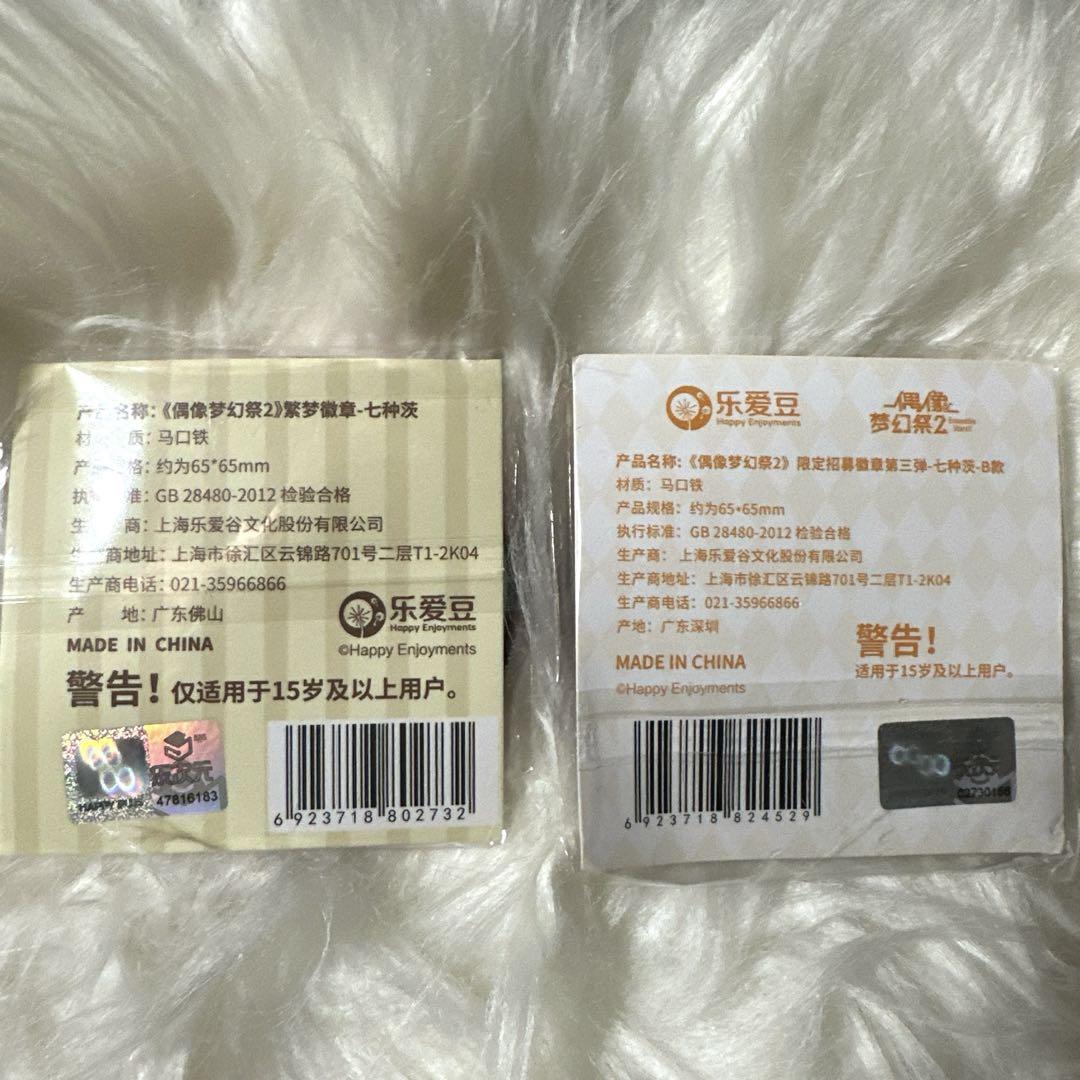 产品名称:《偶像梦幻祭2》繁梦徽章-七种茨
材 质: 马口铁
产 格: 约为65*65mm
执 准: GB 28480-2012 检验合格
生 商: 上海乐爱谷文化股份有限公司
商地址: 上海市徐汇区云锦路701号二层T1-2K04
生产商电话: 021-35966866
产 地: 广东佛山
MADE IN CHINA
乐爱豆
Happy Enjoyments
©Happy Enjoyments
警告! 仅适用于15岁及以上用户。
47816183
6 923718 802732
乐爱豆
Happy Enjoyments
偶像
梦幻祭2
产品名称:《偶像梦幻祭2》限定招募徽章第三弹-七种茨-B款
材质: 马口铁
产品规格: 约为65*65mm
执行标准: GB 28480-2012 检验合格
生产商: 上海乐爱谷文化股份有限公司
生产商地址: 上海市徐汇区云锦路701号二层T1-2K04
生产商电话: 021-35966866
产地: 广东深圳
MADE IN CHINA
©Happy Enjoyments
警告!
适用于15岁及以上用户。
6 923718 824529